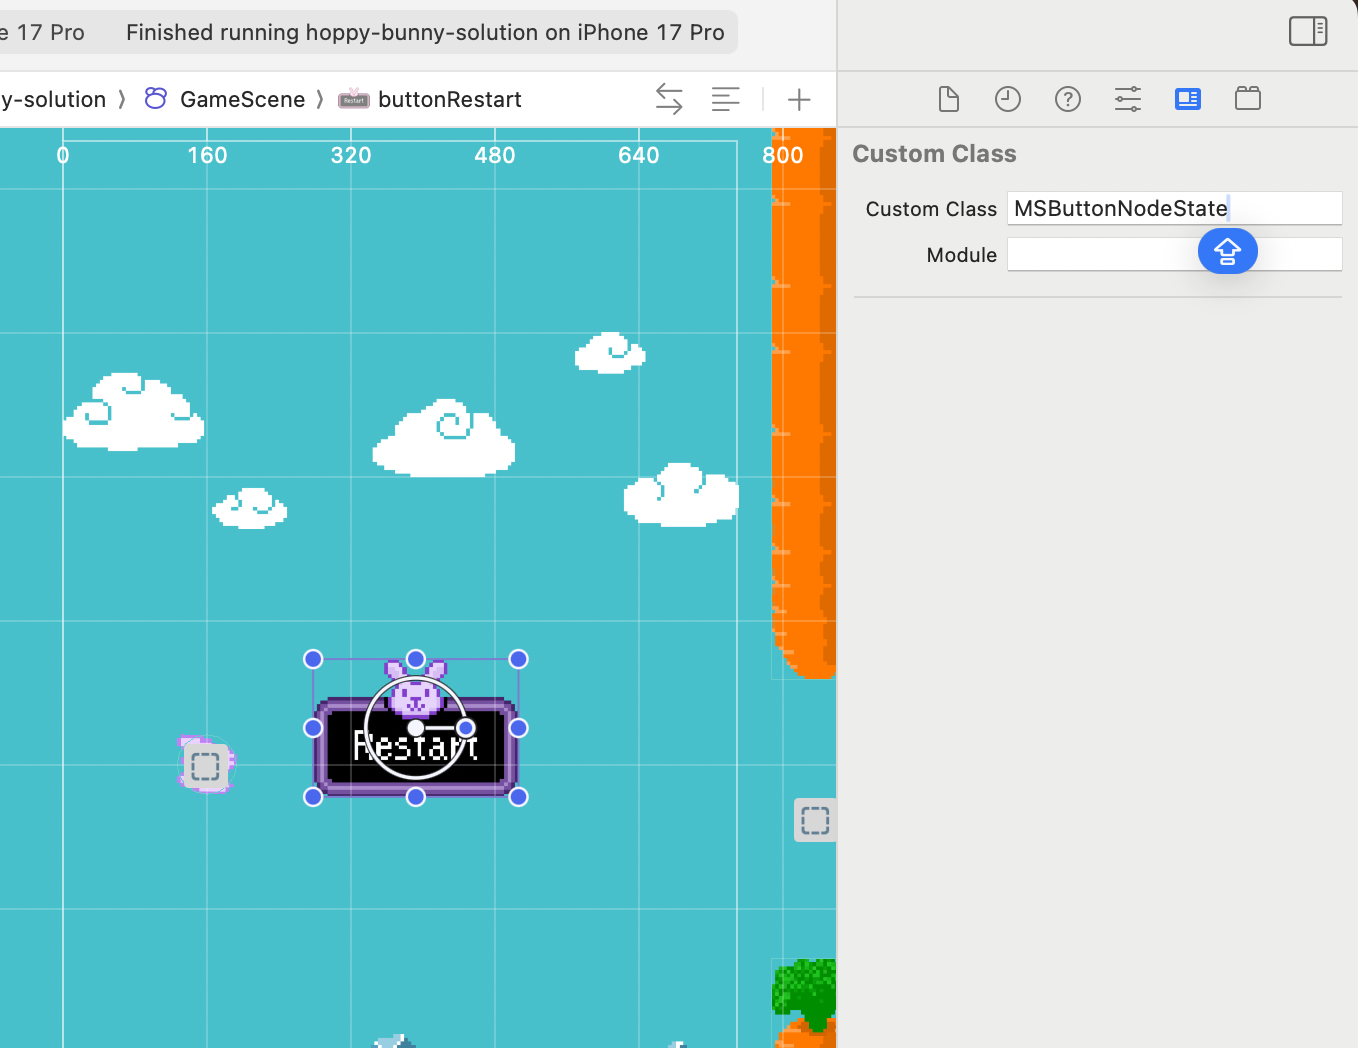 e 17 Pro
Finished running hoppy-bunny-solution on iPhone 17 Pro
y-solution
GameScene
Restart
buttonRestart
0
160
320
480
640
800
Custom Class
Custom Class
MSButtonNodeState
Module
Restart